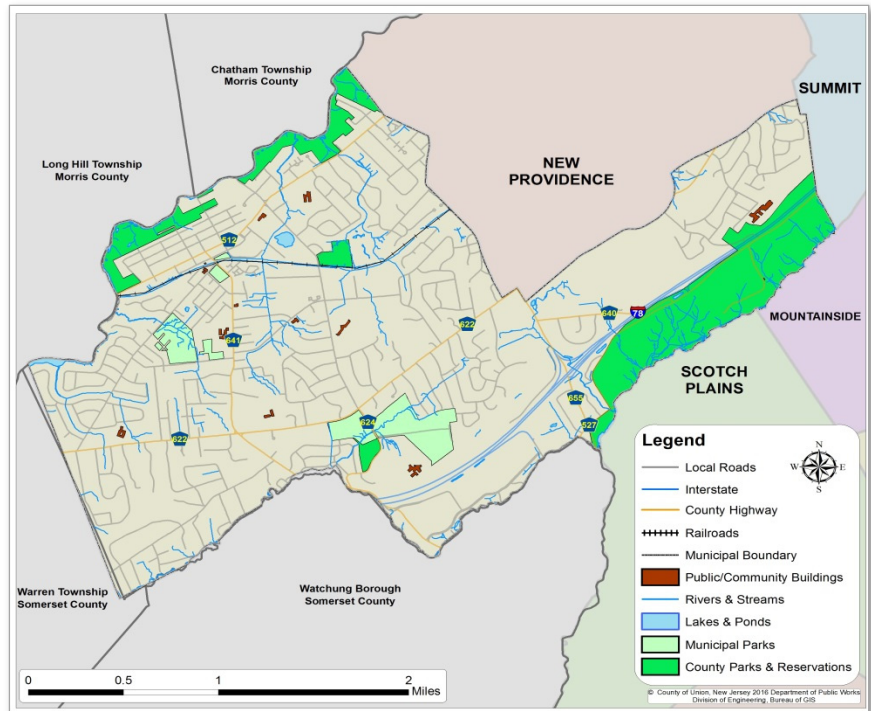 Chatham Township
Morris County
SUMMIT
Long Hill Township
Morris County
NEW
PROVIDENCE
512
MOUNTAINSIDE
640
78
622
641
SCOTCH
PLAINS
655
624
527
622
Warren Township
Somerset County
Watchung Borough
Somerset County
Legend
N
W E
S
Local Roads
Interstate
County Highway
Railroads
Municipal Boundary
Public/Community Buildings
Rivers & Streams
Lakes & Ponds
Municipal Parks
County Parks & Reservations
0 0.5 1 2
Miles
© County of Union, New Jersey 2016 Department of Public Works
Division of Engineering, Bureau of GIS